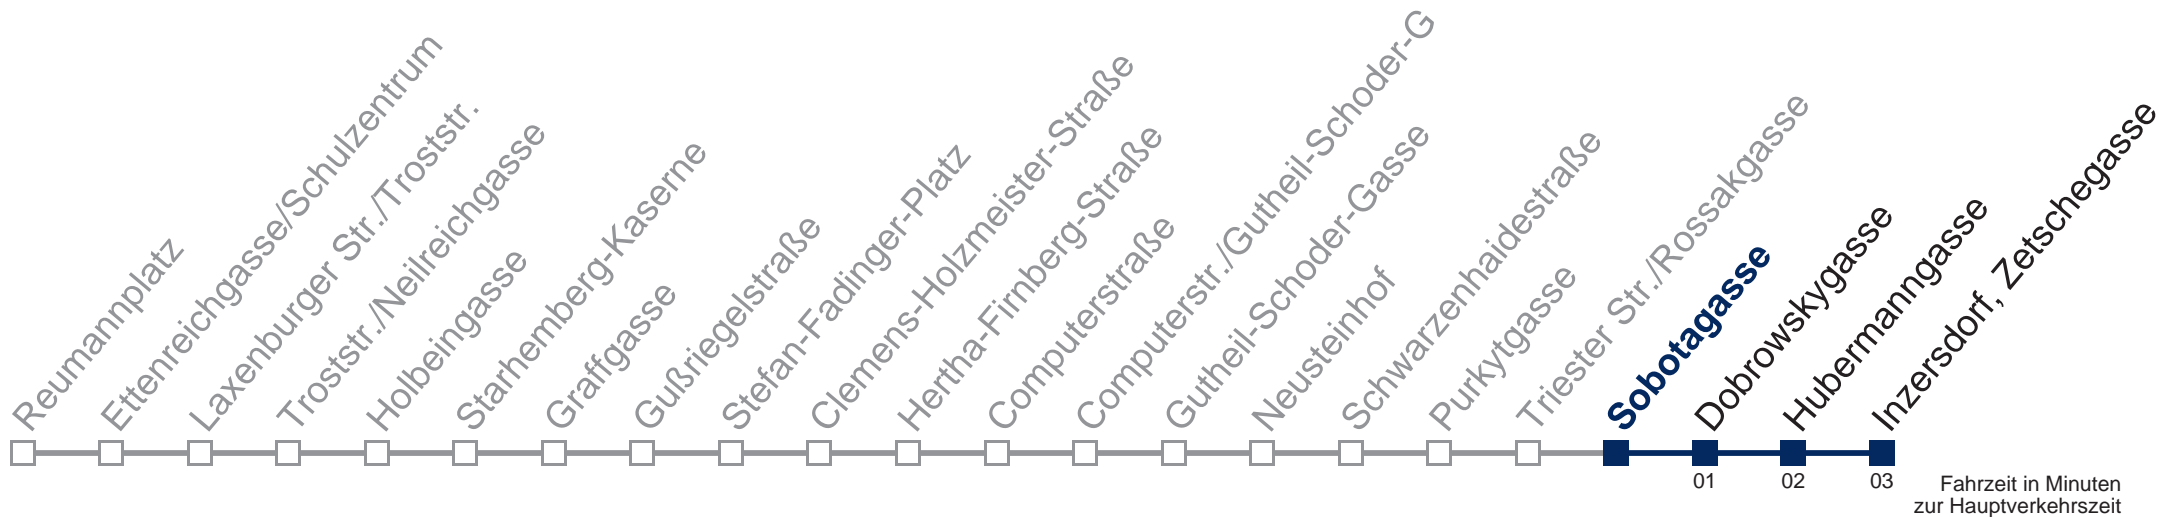 Reumannplatz
Ettenreichgasse/Schulzentrum
Laxenburger Str./Troststr.
Troststr./Neilreichgasse
Holbeingasse
Starhemberg-Kaserne
Graffgasse
Gußriegelstraße
Stefan-Fadinger-Platz
Clemens-Holzmeister-Straße
Hertha-Firnberg-Straße
Computerstraße
Computerstr./Gutheil-Schoder-G
Gutheil-Schoder-Gasse
Neusteinhof
Schwarzenhaidestraße
Purkytgasse
Triester Str./Rossakgasse
Sobotagasse
Dobrowskygasse
Hubermanngasse
Inzersdorf, Zetschegasse
01
02
03
Fahrzeit in Minuten
zur Hauptverkehrszeit